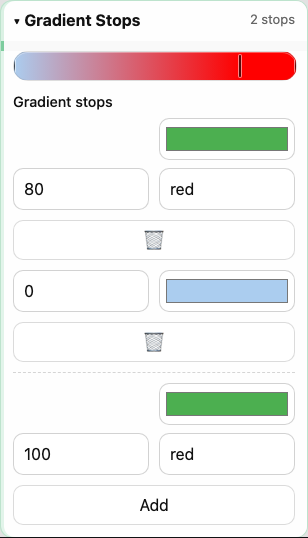 ▾ Gradient Stops 2 stops
Gradient stops
80 red
0
100 red
Add